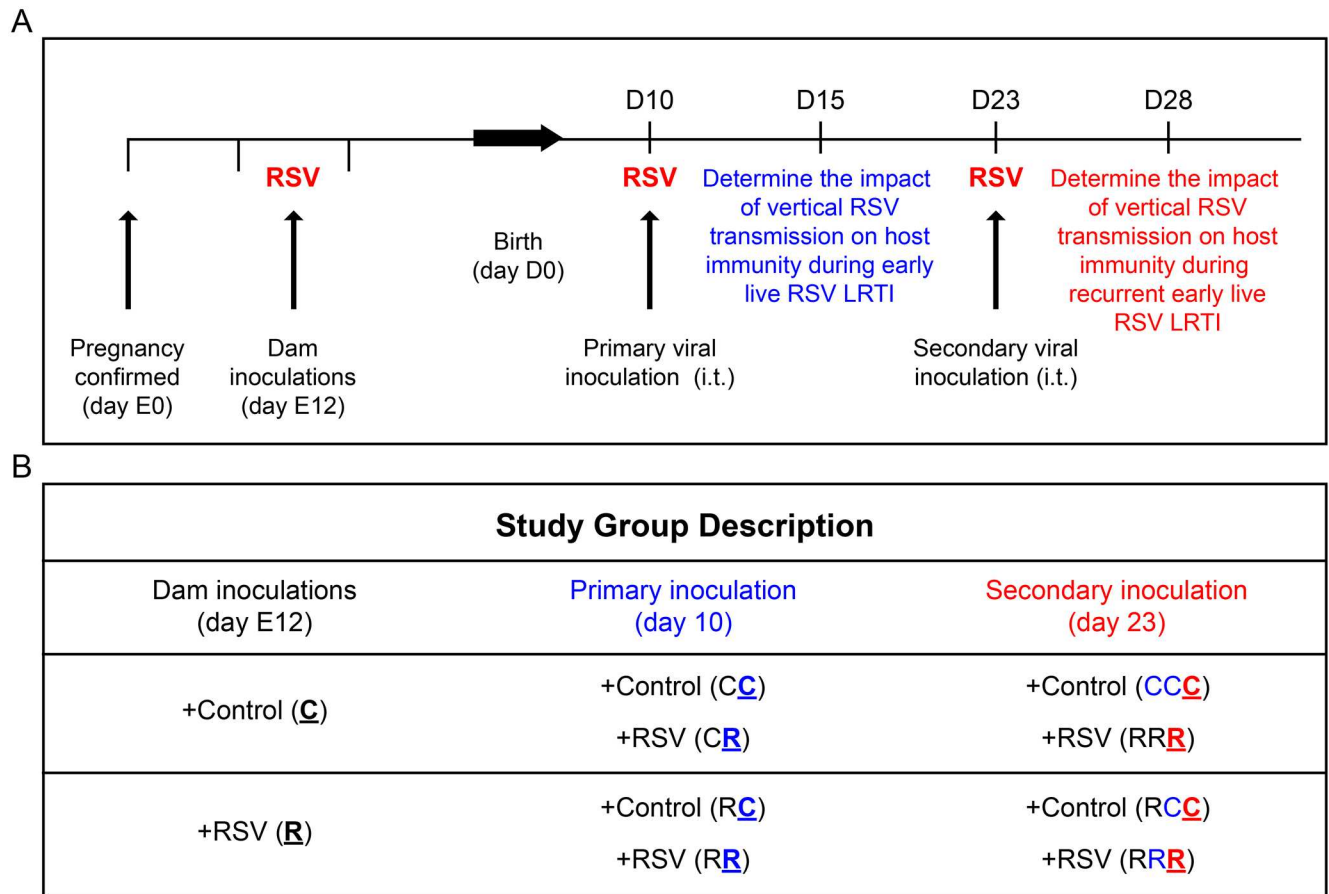 A
D10
D15
D23
D28
RSV
RSV
Determine the impact
of vertical RSV
transmission on host
immunity during early
live RSV LRTI
RSV
Determine the impact
of vertical RSV
transmission on host
immunity during
recurrent early live
RSV LRTI
Birth
(day D0)
Pregnancy
confirmed
(day E0)
Dam
inoculations
(day E12)
Primary viral
inoculation (i.t.)
Secondary viral
inoculation (i.t.)
B
Study Group Description
Dam inoculations
(day E12)
Primary inoculation
(day 10)
Secondary inoculation
(day 23)
+Control (C)
+Control (CC)
+RSV (CR)
+Control (CCC)
+RSV (RRR)
+RSV (R)
+Control (RC)
+RSV (RR)
+Control (RCC)
+RSV (RRR)